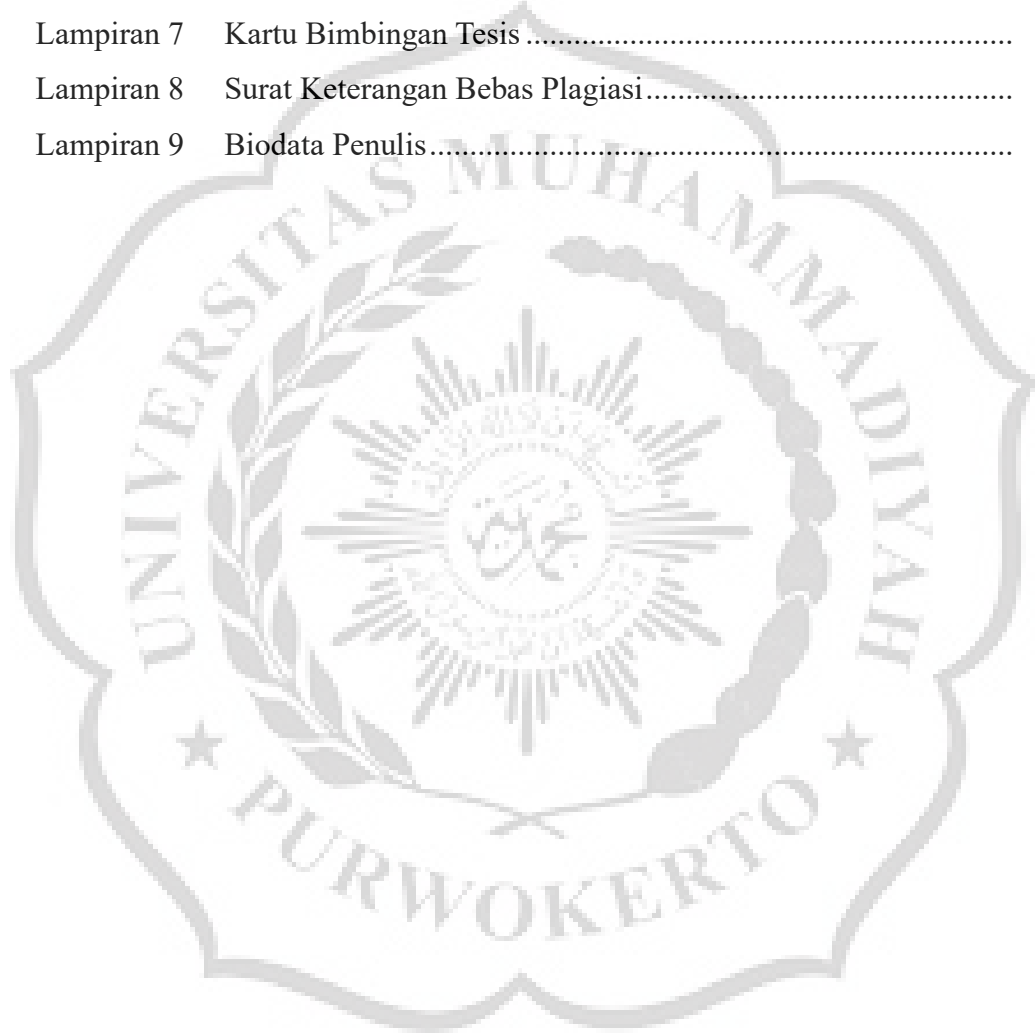 Lampiran 7 Kartu Bimbingan Tesis ............................................................
Lampiran 8 Surat Keterangan Bebas Plagiasi.............................................
Lampiran 9 Biodata Penulis........................................................................
UNIVERSITAS MUHAMMADIYAH
PURWOKERTO